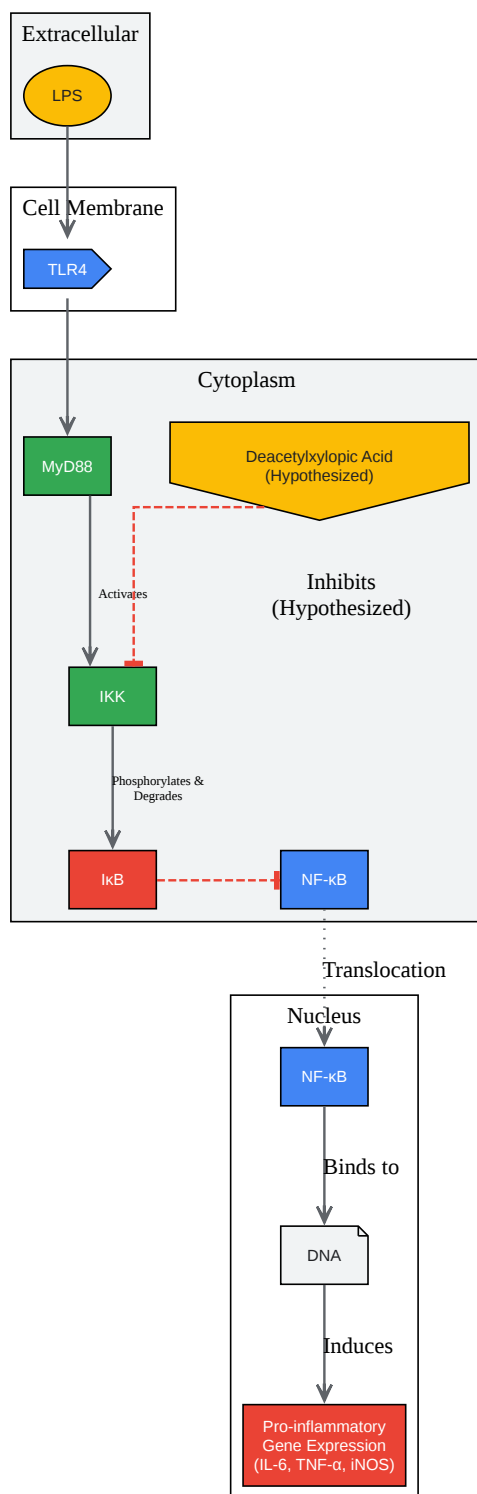 Extracellular
LPS
Cell Membrane
TLR4
Cytoplasm
Deacetylxylopic Acid
(Hypothesized)
MyD88
Activates
Inhibits
(Hypothesized)
IKK
Phosphorylates &
Degrades
IκB
NF-κB
Translocation
Nucleus
NF-κB
Binds to
DNA
Induces
Pro-inflammatory
Gene Expression
(IL-6, TNF-α, iNOS)